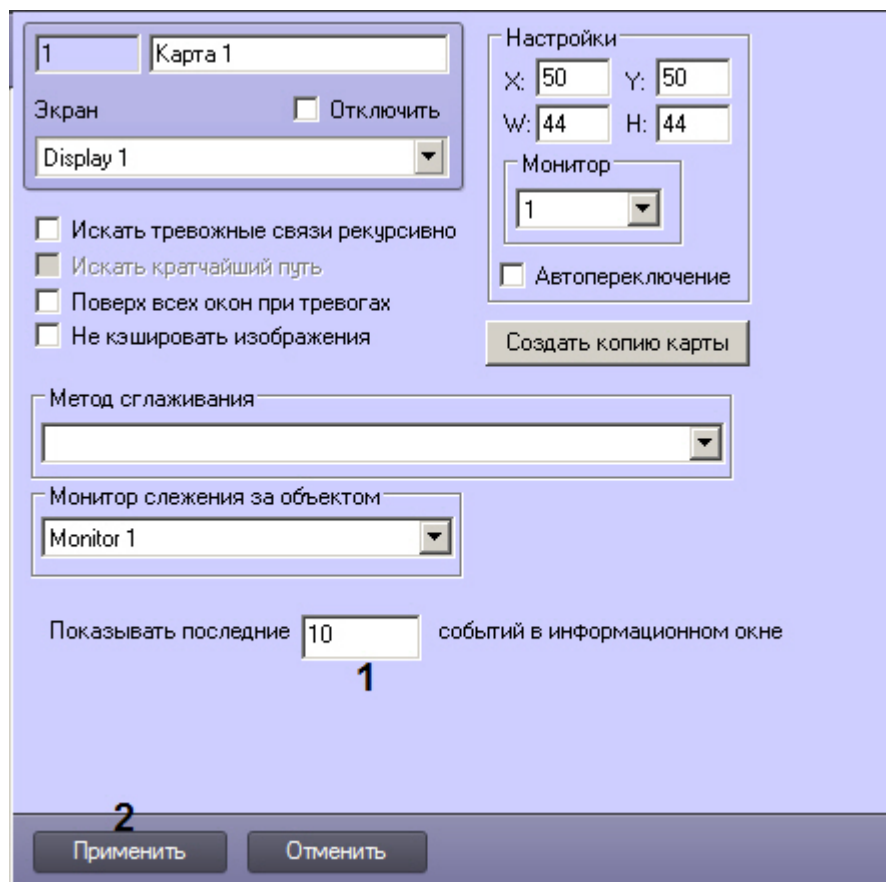 1 Карта 1
Экран Отключить
Display 1
Настройки
X: 50 Y: 50
W: 44 H: 44
Монитор
1
Автопереключение
Искать тревожные связи рекурсивно
Искать кратчайший путь
Поверх всех окон при тревогах
Не кэшировать изображения
Создать копию карты
Метод сглаживания
Монитор слежения за объектом
Monitor 1
Показывать последние 10 событий в информационном окне
1
2
Применить Отменить